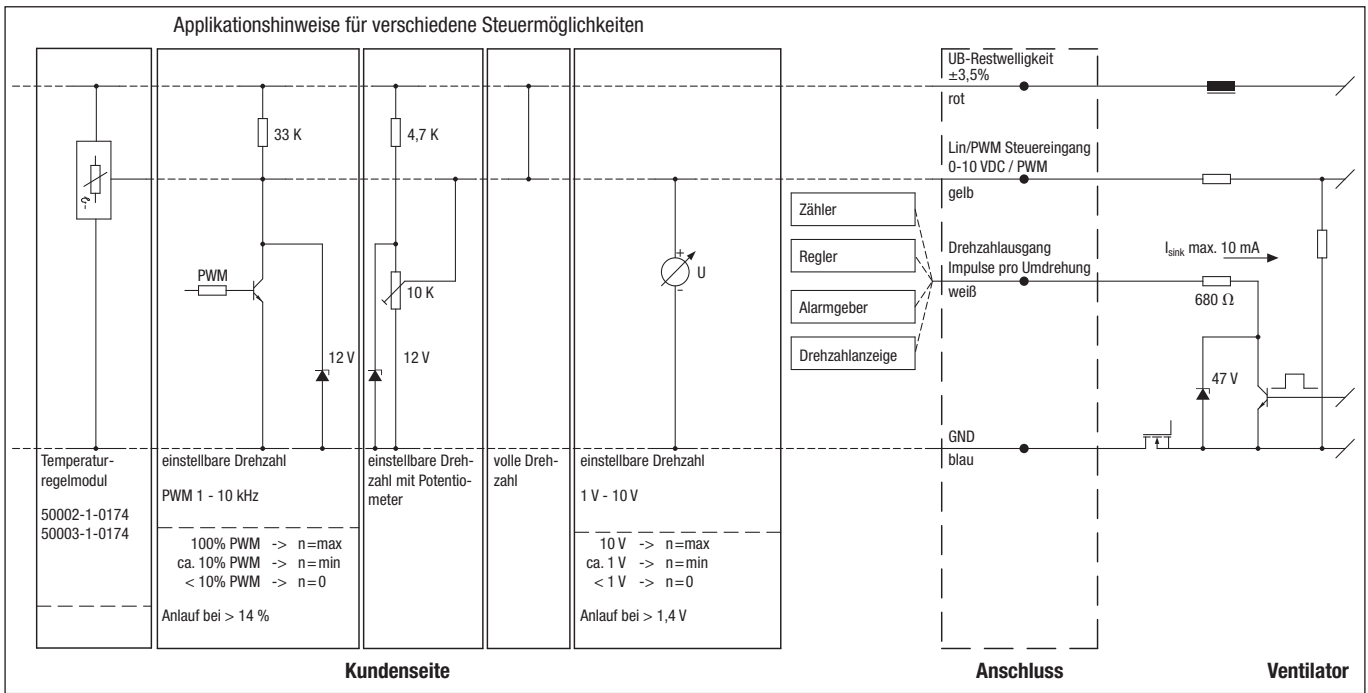 Applikationshinweise für verschiedene Steuermöglichkeiten
33 K
PWM
12 V
4,7 K
10 K
12 V
+
U
–
Zähler
Regler
Alarmgeber
Drehzahlanzeige
UB-Restwelligkeit
±3,5%
rot
Lin/PWM Steuereingang
0-10 VDC / PWM
gelb
Drehzahlausgang
Impulse pro Umdrehung
weiß
GND
blau
Isink max. 10 mA
680 Ω
47 V
Temperatur-
regelmodul
50002-1-0174
50003-1-0174
einstellbare Drehzahl
PWM 1 - 10 kHz
100% PWM -> n=max
ca. 10% PWM -> n=min
< 10% PWM -> n=0
Anlauf bei > 14 %
einstellbare Dreh-
zahl mit Potentio-
meter
volle Dreh-
zahl
einstellbare Drehzahl
1 V - 10 V
10 V -> n=max
ca. 1 V -> n=min
< 1 V -> n=0
Anlauf bei > 1,4 V
Kundenseite
Anschluss
Ventilator